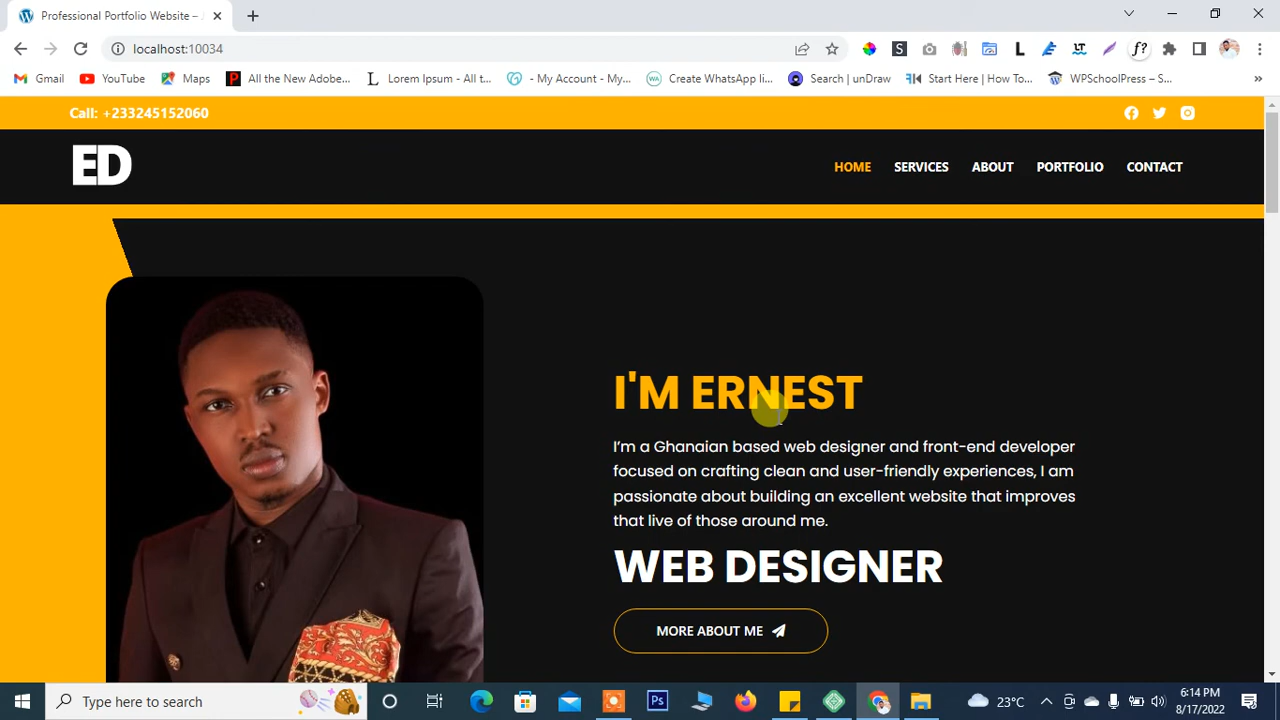 Professional Portfolio Website –
localhost:10034
Gmail
YouTube
Maps
All the New Adobe...
Lorem Ipsum - All t...
- My Account - My...
Create WhatsApp li...
Search | unDraw
Start Here | How To...
WPSchoolPress – S...
»
Call: +233245152060
ED
HOME
SERVICES
ABOUT
PORTFOLIO
CONTACT
I'M ERNEST
I’m a Ghanaian based web designer and front-end developer
focused on crafting clean and user-friendly experiences, I am
passionate about building an excellent website that improves
that live of those around me.
WEB DESIGNER
MORE ABOUT ME
Type here to search
23°C
6:14 PM
8/17/2022